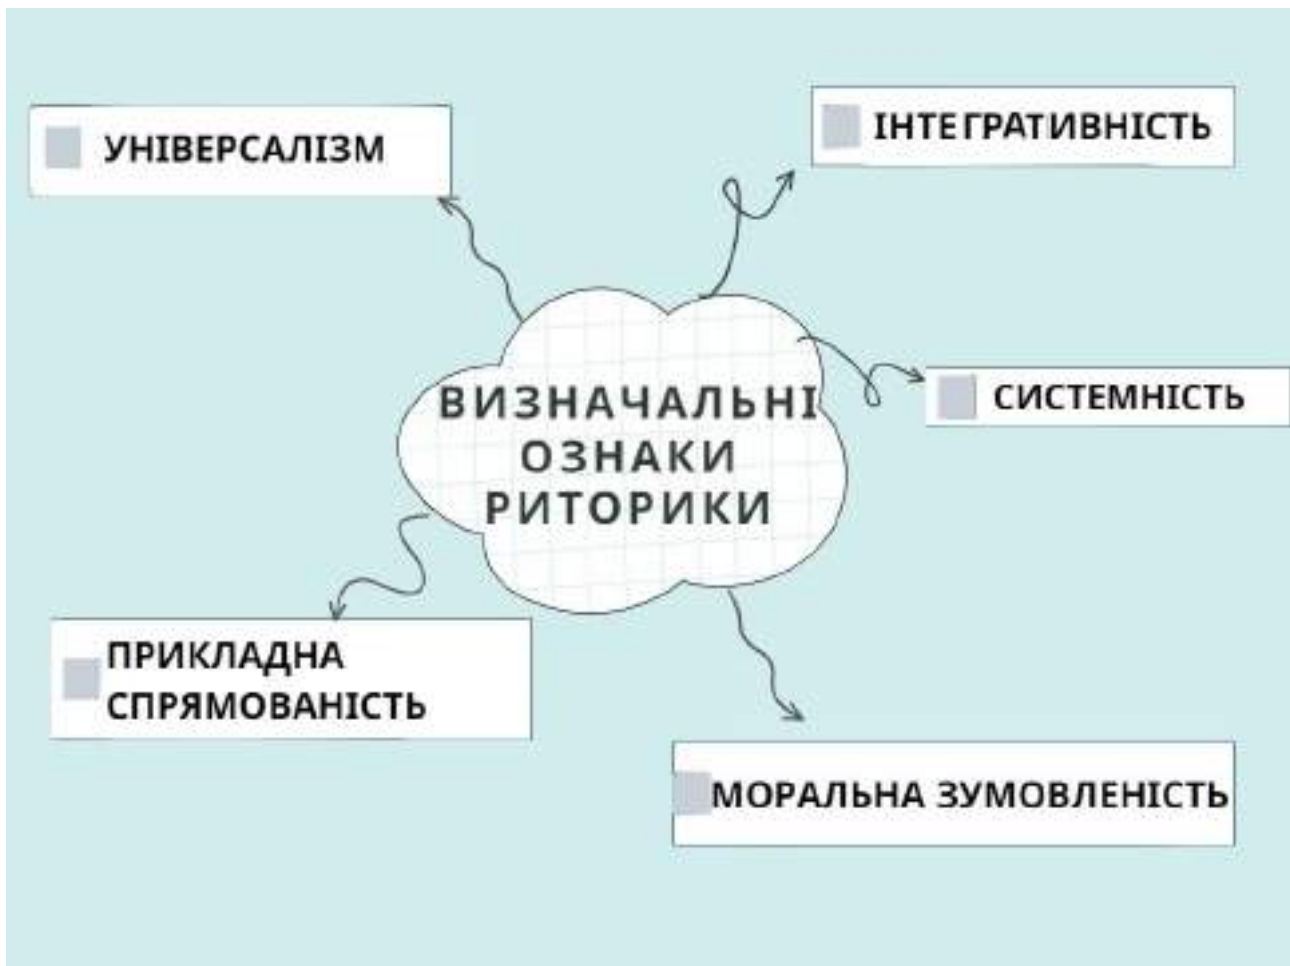 УНІВЕРСАЛІЗМ
ІНТЕГРАТИВНІСТЬ
ВИЗНАЧАЛЬНІ
ОЗНАКИ
РИТОРИКИ
СИСТЕМНІСТЬ
ПРИКЛАДНА
СПРЯМОВАНІСТЬ
МОРАЛЬНА ЗУМОВЛЕНІСТЬ